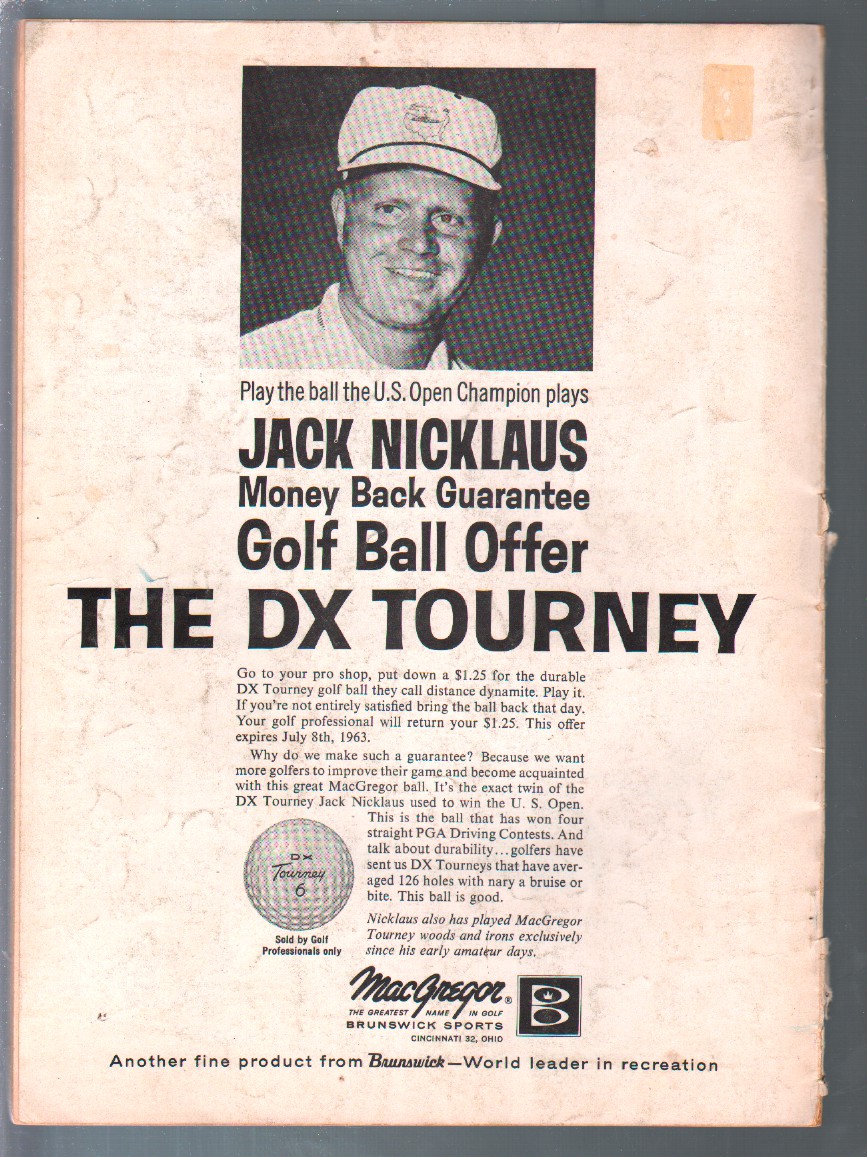 Play the ball the U.S. Open Champion plays
JACK NICKLAUS
Money Back Guarantee
Golf Ball Offer
THE DX TOURNEY
Go to your pro shop, put down a $1.25 for the durable
DX Tourney golf ball they call distance dynamite. Play it.
If you're not entirely satisfied bring the ball back that day.
Your golf professional will return your $1.25. This offer
expires July 8th, 1963.
Why do we make such a guarantee? Because we want
more golfers to improve their game and become acquainted
with this great MacGregor ball. It's the exact twin of the
DX Tourney Jack Nicklaus used to win the U. S. Open.
This is the ball that has won four
straight PGA Driving Contests. And
talk about durability...golfers have
sent us DX Tourneys that have aver-
aged 126 holes with nary a bruise or
bite. This ball is good.
Nicklaus also has played MacGregor
Tourney woods and irons exclusively
since his early amateur days.
DX
Tourney
6
Sold by Golf
Professionals only
MacGregor®
THE GREATEST NAME IN GOLF
BRUNSWICK SPORTS
CINCINNATI 32, OHIO
B
Another fine product from Brunswick—World leader in recreation